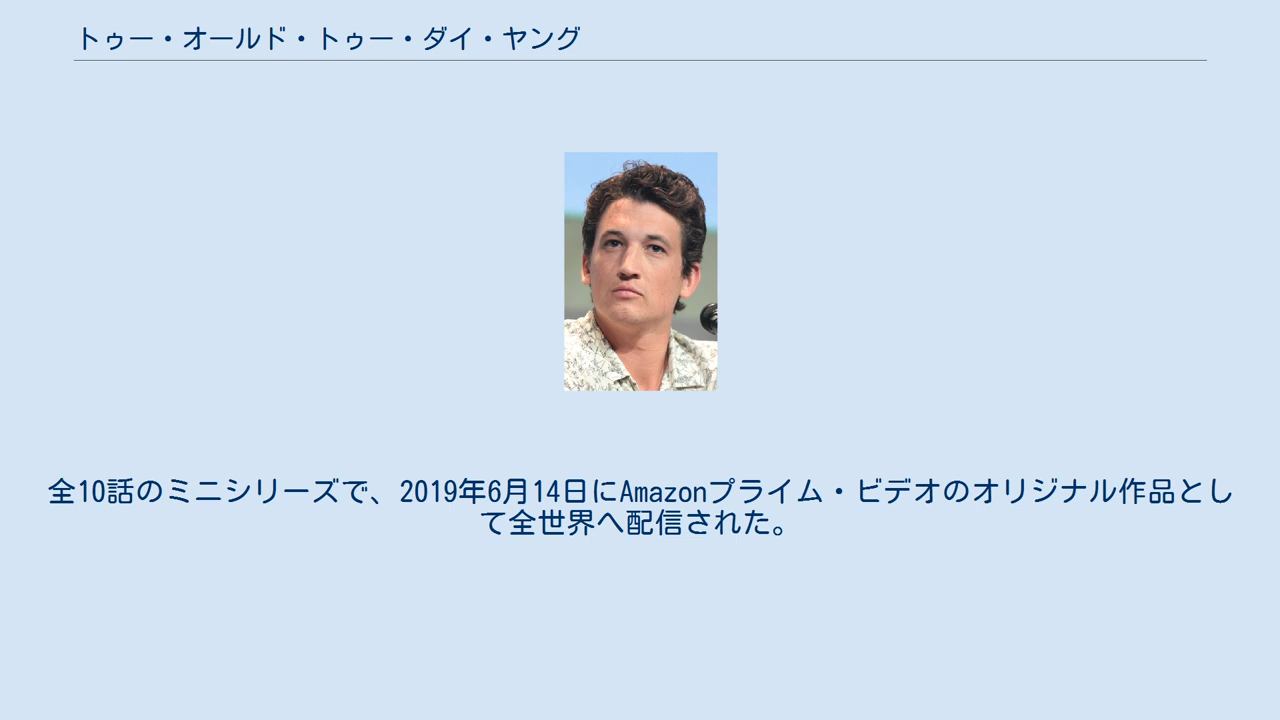 トゥー・オールド・トゥー・ダイ・ヤング
全10話のミニシリーズで、2019年6月14日にAmazonプライム・ビデオのオリジナル作品とし
て全世界へ配信された。